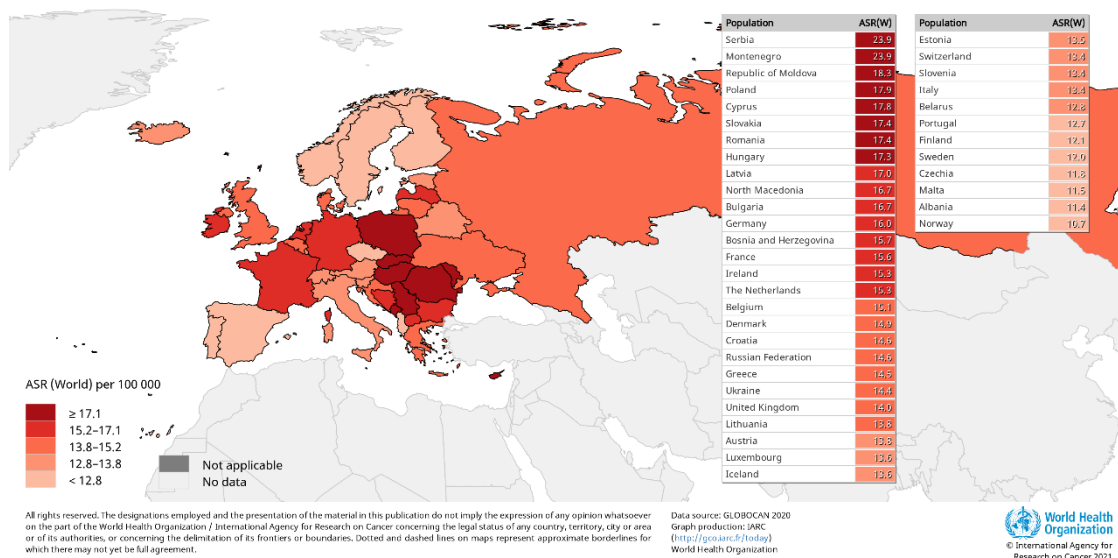 Population ASR(W)
Serbia 23.9
Montenegro 23.9
Republic of Moldova 18.3
Poland 17.9
Cyprus 17.8
Slovakia 17.4
Romania 17.4
Hungary 17.3
Latvia 17.0
North Macedonia 16.7
Bulgaria 16.7
Germany 16.0
Bosnia and Herzegovina 15.7
France 15.6
Ireland 15.3
The Netherlands 15.3
Belgium 15.1
Denmark 14.9
Croatia 14.6
Russian Federation 14.6
Greece 14.5
Ukraine 14.4
United Kingdom 14.0
Lithuania 13.8
Austria 13.8
Luxembourg 13.6
Iceland 13.6
Population ASR(W)
Estonia 13.5
Switzerland 13.4
Slovenia 13.4
Italy 13.4
Belarus 12.8
Portugal 12.7
Finland 12.1
Sweden 12.0
Czechia 11.8
Malta 11.5
Albania 11.4
Norway 10.7
ASR (World) per 100 000
≥ 17.1
15.2–17.1
13.8–15.2
12.8–13.8
< 12.8
Not applicable
No data
All rights reserved. The designations employed and the presentation of the material in this publication do not imply the expression of any opinion whatsoever
on the part of the World Health Organization / International Agency for Research on Cancer concerning the legal status of any country, territory, city or area
or of its authorities, or concerning the delimitation of its frontiers or boundaries. Dotted and dashed lines on maps represent approximate borderlines for
which there may not yet be full agreement.
Data source: GLOBOCAN 2020
Graph production: IARC
(http://gco.iarc.fr/today)
World Health Organization
World Health
Organization
© International Agency for
Research on Cancer 2021